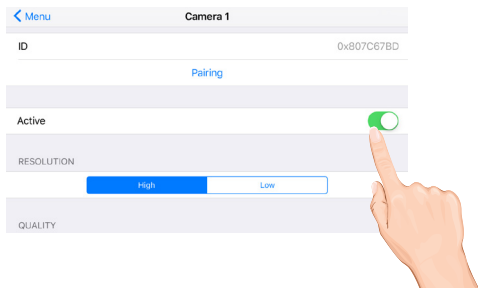 Menu Camera 1
ID 0x807C67BD
Pairing
Active
RESOLUTION
High Low
QUALITY